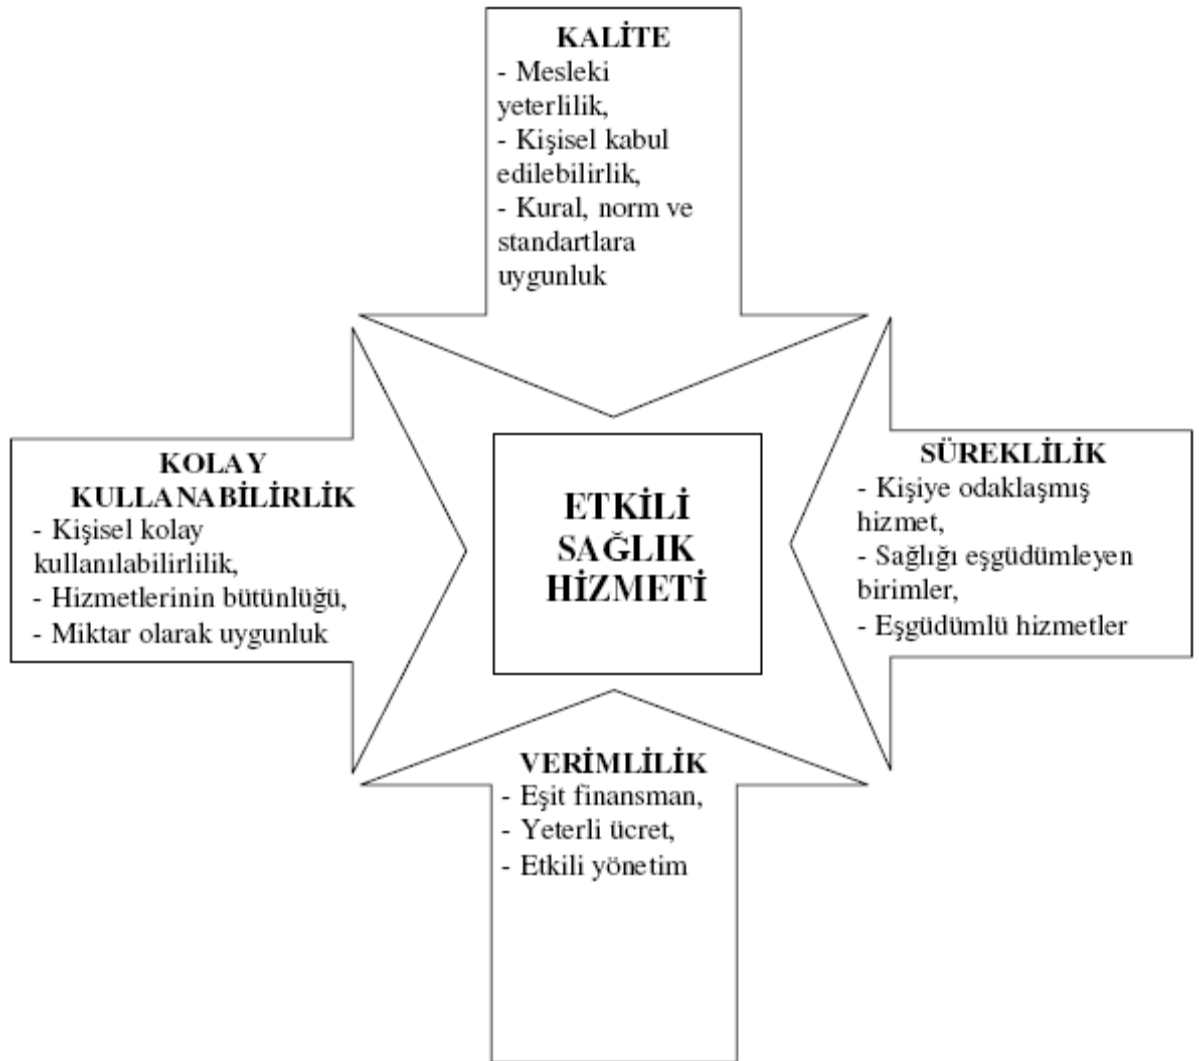 KALİTE
- Mesleki
yeterlilik,
- Kişisel kabul
edilebilirlik,
- Kural, norm ve
standartlara
uygunluk
KOLAY
KULLANABİLİRLİK
- Kişisel kolay
kullanılabilirlilik,
- Hizmetlerinin bütünlüğü,
- Miktar olarak uygunluk
ETKİLİ
SAĞLIK
HİZMETİ
SÜREKLİLİK
- Kişiye odaklaşmış
hizmet,
- Sağlığı eşgüdümleyen
birimler,
- Eşgüdümlü hizmetler
VERİMLİLİK
- Eşit finansman,
- Yeterli ücret,
- Etkili yönetim